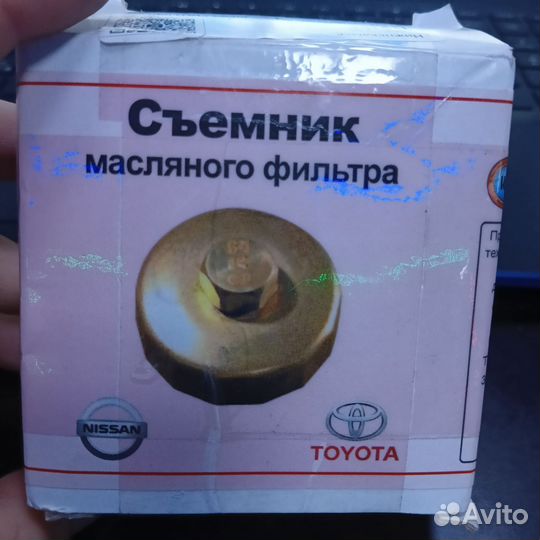 Съемник
масляного фильтра
NISSAN
TOYOTA
Avito